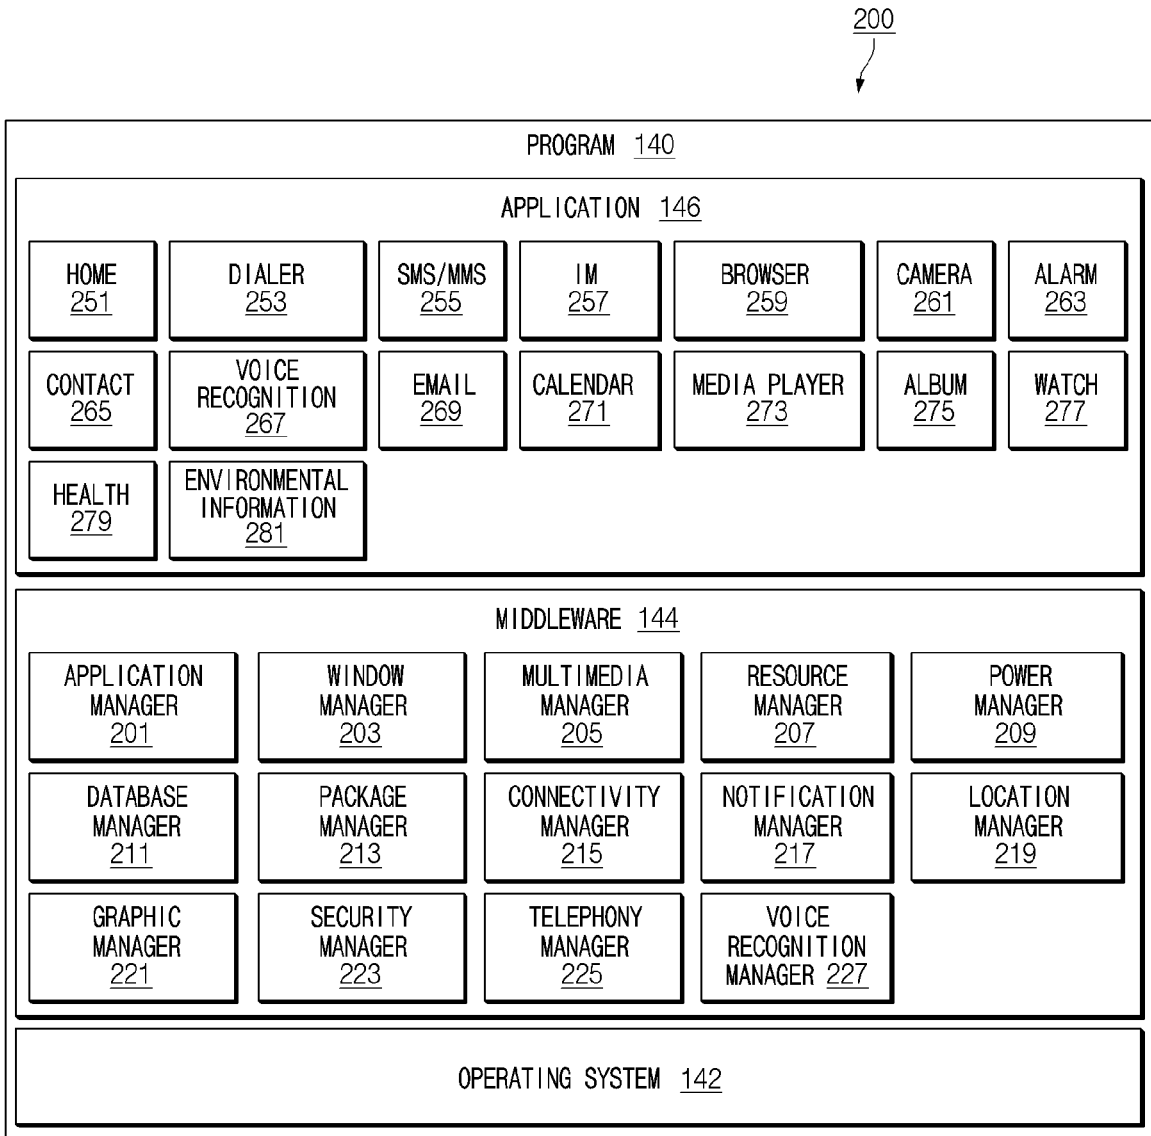 200
PROGRAM 140
APPLICATION 146
HOME
251
DIALER
253
SMS/MMS
255
IM
257
BROWSER
259
CAMERA
261
ALARM
263
CONTACT
265
VOICE
RECOGNITION
267
EMAIL
269
CALENDAR
271
MEDIA PLAYER
273
ALBUM
275
WATCH
277
HEALTH
279
ENVIRONMENTAL
INFORMATION
281
MIDDLEWARE 144
APPLICATION
MANAGER
201
WINDOW
MANAGER
203
MULTIMEDIA
MANAGER
205
RESOURCE
MANAGER
207
POWER
MANAGER
209
DATABASE
MANAGER
211
PACKAGE
MANAGER
213
CONNECTIVITY
MANAGER
215
NOTIFICATION
MANAGER
217
LOCATION
MANAGER
219
GRAPHIC
MANAGER
221
SECURITY
MANAGER
223
TELEPHONY
MANAGER
225
VOICE
RECOGNITION
MANAGER 227
OPERATING SYSTEM 142